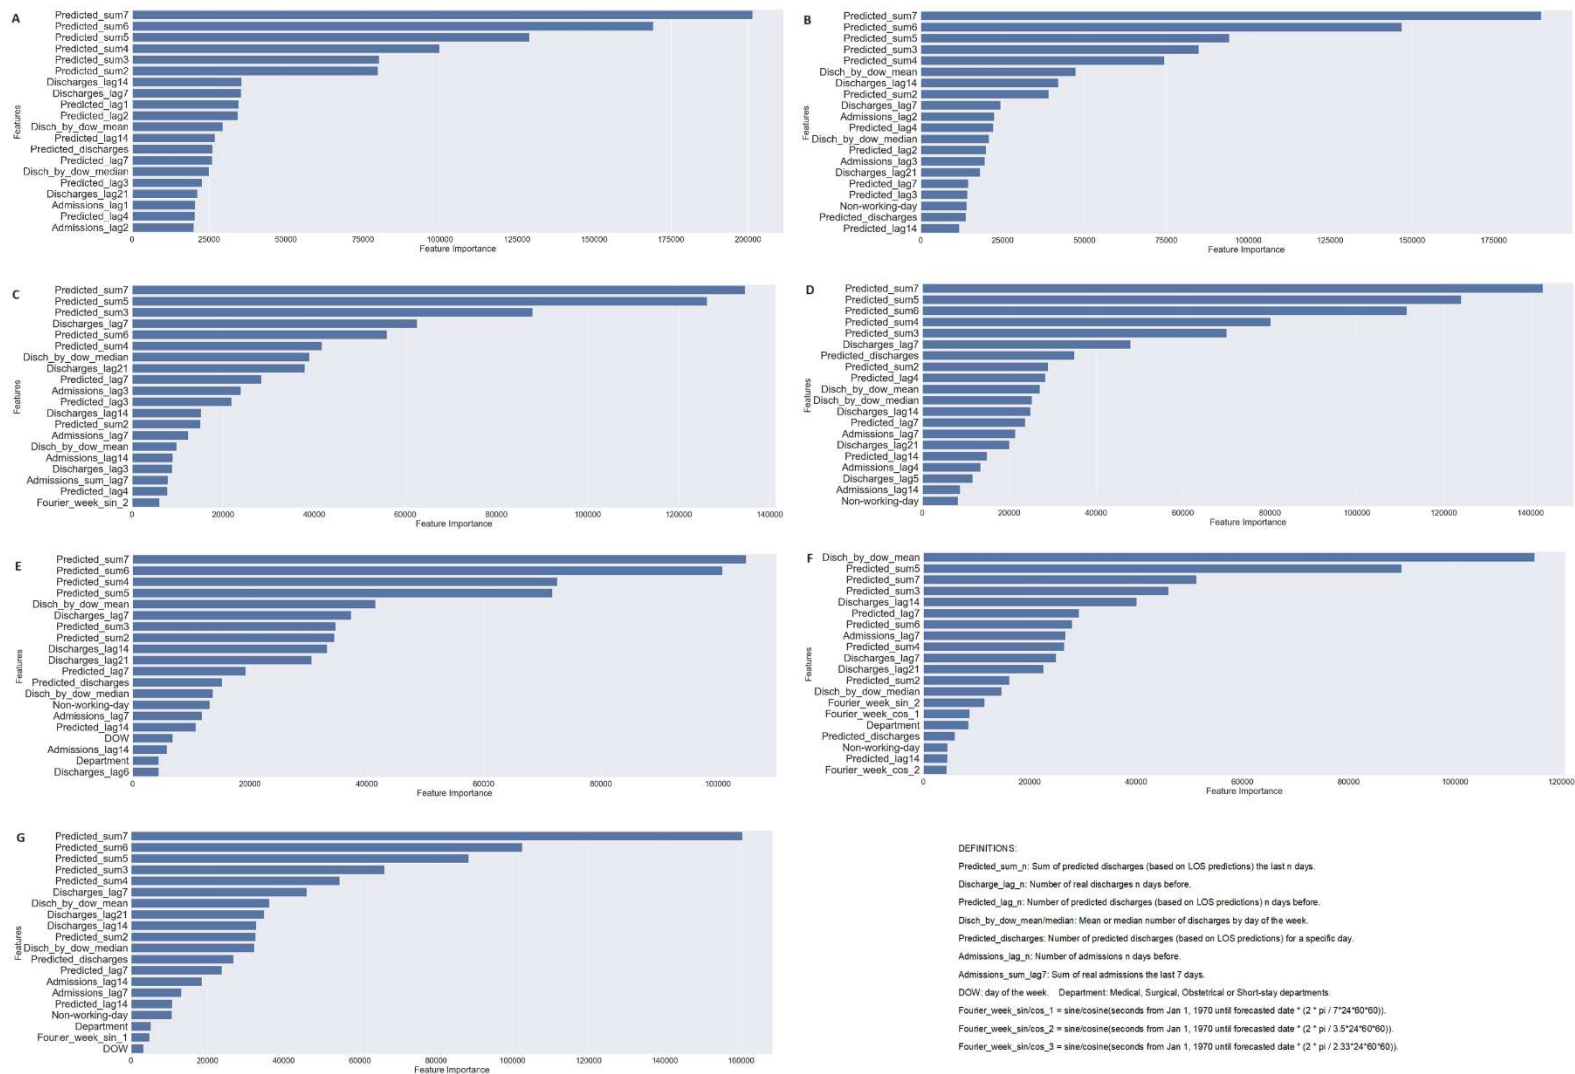 A
Predicted_sum7
Predicted_sum6
Predicted_sum5
Predicted_sum4
Predicted_sum3
Predicted_sum2
Discharges_lag14
Discharges_lag7
Predicted_lag1
Predicted_lag2
Disch_by_dow_mean
Predicted_lag14
Predicted_discharges
Predicted_lag7
Disch_by_dow_median
Predicted_lag3
Discharges_lag21
Admissions_lag1
Predicted_lag4
Admissions_lag2
Features
0 25000 50000 75000 100000 125000 150000 175000 200000
Feature Importance
B
Predicted_sum7
Predicted_sum6
Predicted_sum5
Predicted_sum3
Predicted_sum4
Disch_by_dow_mean
Discharges_lag14
Predicted_sum2
Discharges_lag7
Admissions_lag2
Predicted_lag4
Disch_by_dow_median
Predicted_lag2
Admissions_lag3
Discharges_lag21
Predicted_lag7
Predicted_lag3
Non-working-day
Predicted_discharges
Predicted_lag14
Features
0 25000 50000 75000 100000 125000 150000 175000
Feature Importance
C
Predicted_sum7
Predicted_sum5
Predicted_sum3
Discharges_lag7
Predicted_sum6
Predicted_sum4
Disch_by_dow_median
Discharges_lag21
Predicted_lag7
Admissions_lag3
Predicted_lag3
Discharges_lag14
Predicted_sum2
Admissions_lag7
Disch_by_dow_mean
Admissions_lag14
Discharges_lag3
Admissions_sum_lag7
Predicted_lag4
Fourier_week_sin_2
Features
0 20000 40000 60000 80000 100000 120000 140000
Feature Importance
D
Predicted_sum7
Predicted_sum5
Predicted_sum6
Predicted_sum4
Predicted_sum3
Discharges_lag7
Predicted_discharges
Predicted_sum2
Predicted_lag4
Disch_by_dow_mean
Disch_by_dow_median
Discharges_lag14
Predicted_lag7
Admissions_lag7
Discharges_lag21
Predicted_lag14
Admissions_lag4
Discharges_lag5
Admissions_lag14
Non-working-day
Features
0 20000 40000 60000 80000 100000 120000 140000
Feature Importance
E
Predicted_sum7
Predicted_sum6
Predicted_sum4
Predicted_sum5
Disch_by_dow_mean
Discharges_lag7
Predicted_sum3
Predicted_sum2
Discharges_lag14
Discharges_lag21
Predicted_lag7
Predicted_discharges
Disch_by_dow_median
Non-working-day
Admissions_lag7
Predicted_lag14
DOW
Admissions_lag14
Department
Discharges_lag6
Features
0 20000 40000 60000 80000 100000
Feature Importance
F
Disch_by_dow_mean
Predicted_sum5
Predicted_sum7
Predicted_sum3
Discharges_lag14
Predicted_lag7
Predicted_sum6
Admissions_lag7
Predicted_sum4
Discharges_lag7
Discharges_lag21
Predicted_sum2
Disch_by_dow_median
Fourier_week_sin_2
Fourier_week_cos_1
Department
Predicted_discharges
Non-working-day
Predicted_lag14
Fourier_week_cos_2
Features
0 20000 40000 60000 80000 100000 120000
Feature Importance
G
Predicted_sum7
Predicted_sum6
Predicted_sum5
Predicted_sum3
Predicted_sum4
Discharges_lag7
Disch_by_dow_mean
Discharges_lag21
Discharges_lag14
Predicted_sum2
Disch_by_dow_median
Predicted_discharges
Predicted_lag7
Admissions_lag14
Admissions_lag7
Predicted_lag14
Non-working-day
Department
Fourier_week_sin_1
DOW
Features
0 20000 40000 60000 80000 100000 120000 140000 160000
Feature Importance
DEFINITIONS:
Predicted_sum_n: Sum of predicted discharges (based on LOS predictions) the last n days.
Discharge_lag_n: Number of real discharges n days before.
Predicted_lag_n: Number of predicted discharges (based on LOS predictions) n days before.
Disch_by_dow_mean/median: Mean or median number of discharges by day of the week.
Predicted_discharges: Number of predicted discharges (based on LOS predictions) for a specific day.
Admissions_lag_n: Number of admissions n days before.
Admissions_sum_lag7: Sum of real admissions the last 7 days.
DOW: day of the week. Department: Medical, Surgical, Obstetrical or Short-stay departments.
Fourier_week_sin/cos_1 = sine/cosine(seconds from Jan 1, 1970 until forecasted date * (2 * pi / 7*24*60*60)).
Fourier_week_sin/cos_2 = sine/cosine(seconds from Jan 1, 1970 until forecasted date * (2 * pi / 3.5*24*60*60)).
Fourier_week_sin/cos_3 = sine/cosine(seconds from Jan 1, 1970 until forecasted date * (2 * pi / 2.33*24*60*60)).